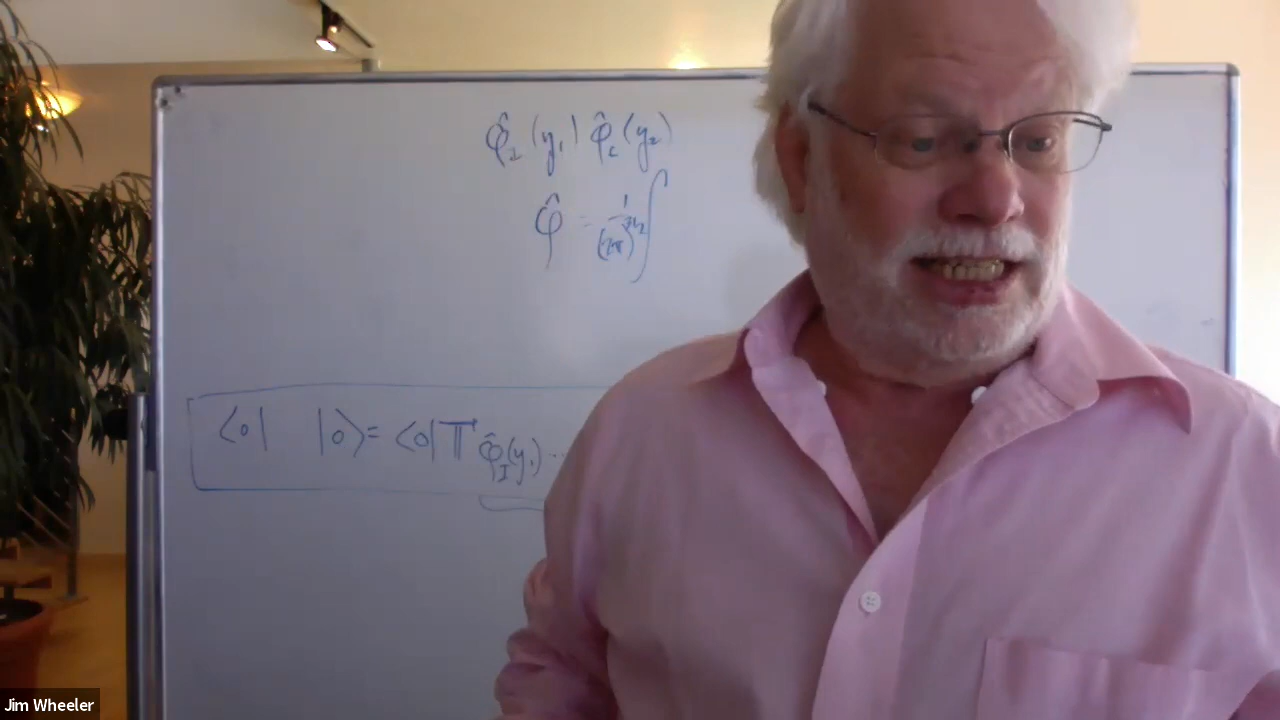 φ̂_I (y₁) φ̂_I (y₂)
φ̂ = 1/(2π)^{3/2} ∫
⟨0|   |0⟩ = ⟨0| T φ̂_I(y₁) ...
Jim Wheeler